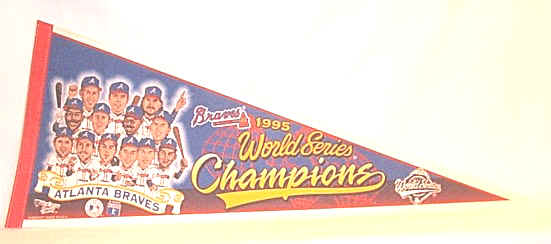 Braves
1995
World Series
Champions
World Series
ATLANTA BRAVES